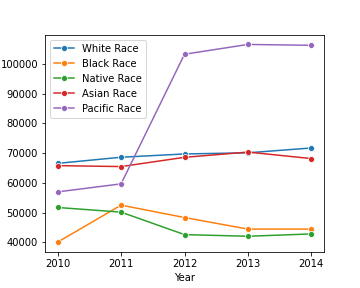 White Race
Black Race
Native Race
Asian Race
Pacific Race
100000
90000
80000
70000
60000
50000
40000
2010 2011 2012 2013 2014
Year